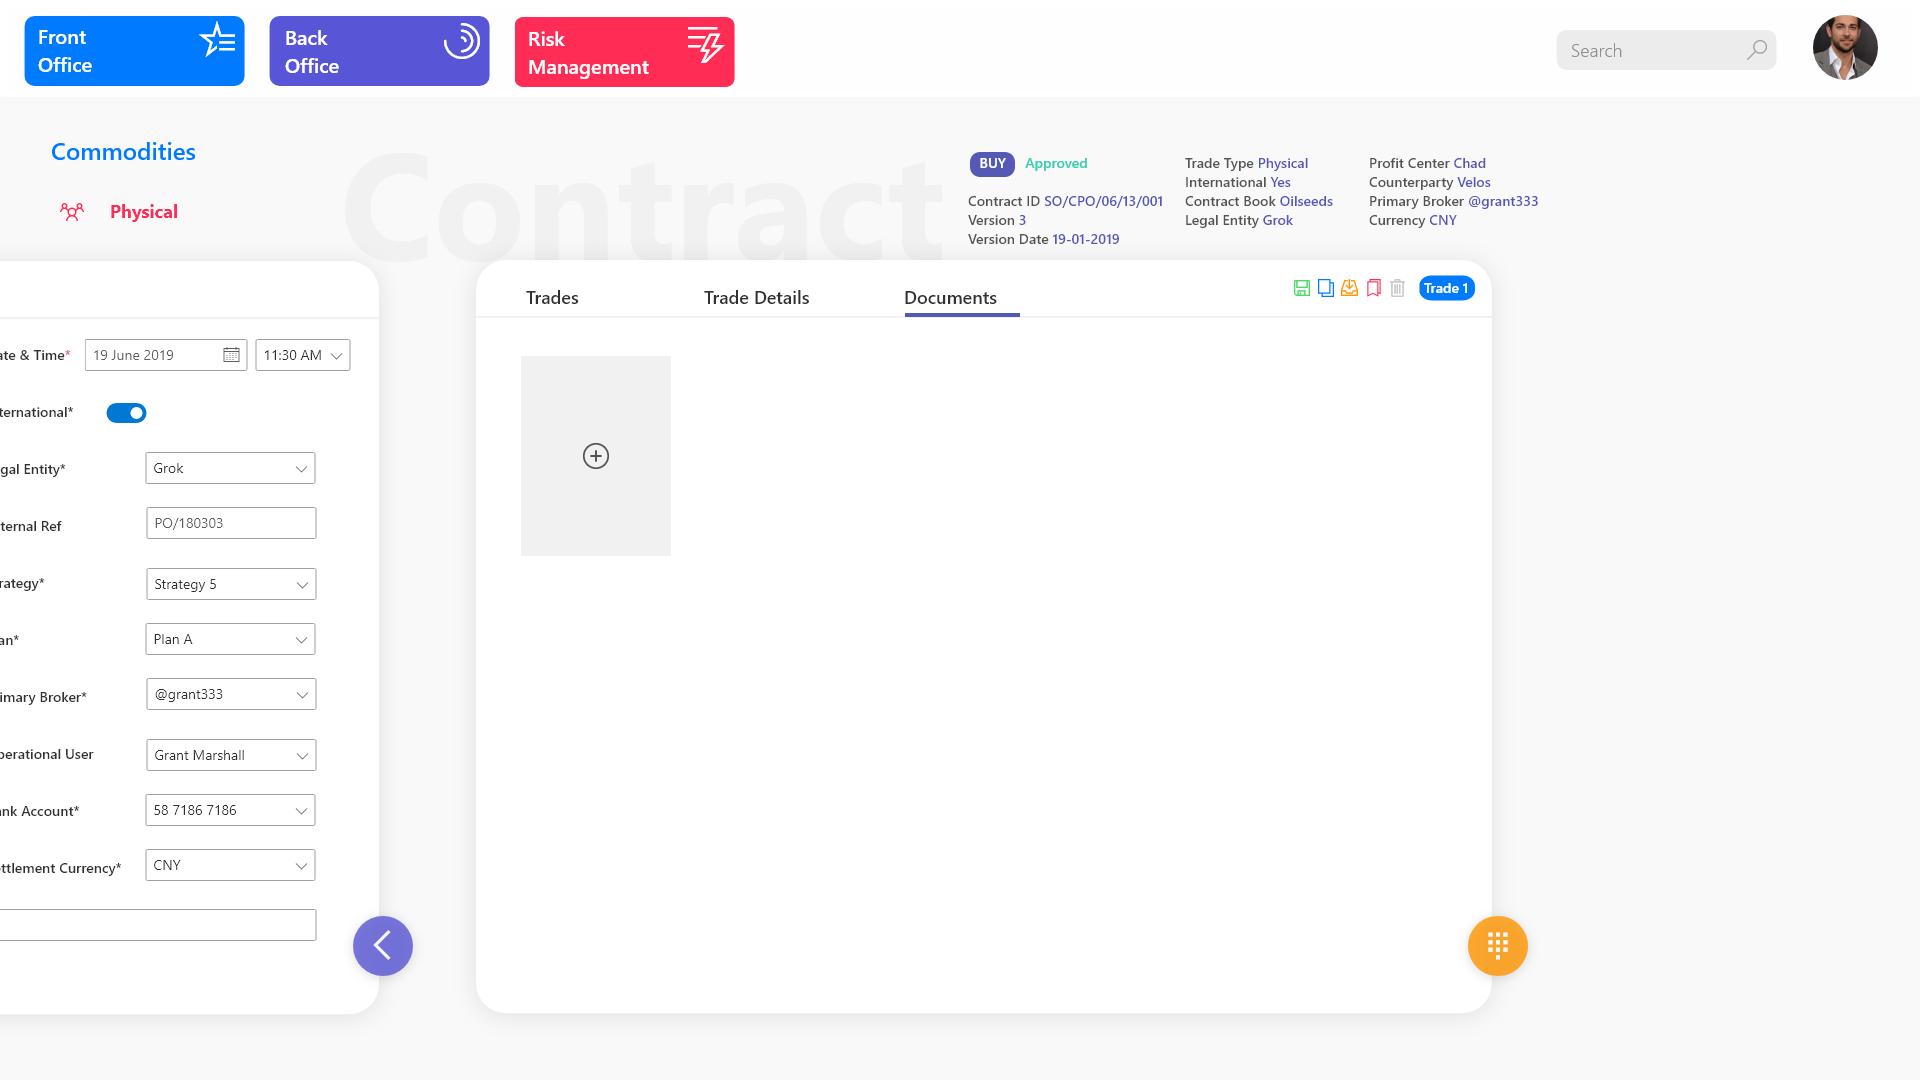 Front
Office
Back
Office
Risk
Management
Search
Commodities
Physical
Contract
BUY Approved
Contract ID SO/CPO/06/13/001
Version 3
Version Date 19-01-2019
Trade Type Physical
International Yes
Contract Book Oilseeds
Legal Entity Grok
Profit Center Chad
Counterparty Velos
Primary Broker @grant333
Currency CNY
ate & Time* 19 June 2019 11:30 AM
ternational*
gal Entity* Grok
ternal Ref PO/180303
rategy* Strategy 5
an* Plan A
imary Broker* @grant333
perational User Grant Marshall
ank Account* 58 7186 7186
ttlement Currency* CNY
Trades Trade Details Documents Trade 1